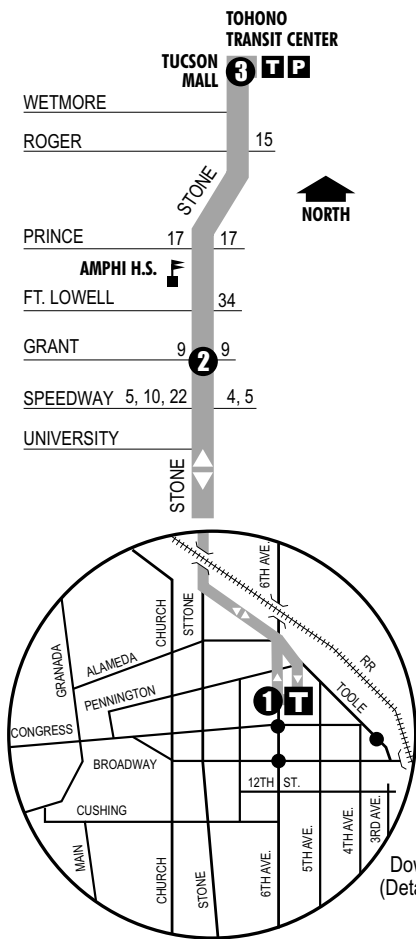 TOHONO
TRANSIT CENTER
TUCSON
MALL
3 T P
WETMORE
ROGER 15
STONE
NORTH
PRINCE 17 17
AMPHI H.S.
FT. LOWELL 34
GRANT 9 2 9
SPEEDWAY 5, 10, 22 4, 5
UNIVERSITY
STONE
6TH AVE.
CHURCH
STTONE
RR
GRANADA
ALAMEDA
TOOLE
PENNINGTON
1 T
CONGRESS
BROADWAY
12TH ST.
CUSHING
MAIN
CHURCH
STONE
6TH AVE.
5TH AVE.
4TH AVE.
3RD AVE.
Dov
(Deta